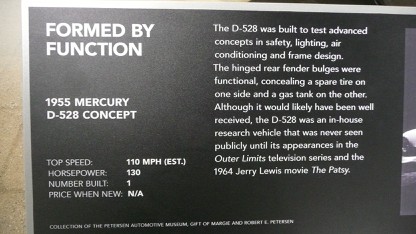 FORMED BY
FUNCTION
1955 MERCURY
D-528 CONCEPT
TOP SPEED: 110 MPH (EST.)
HORSEPOWER: 130
NUMBER BUILT: 1
PRICE WHEN NEW: N/A
The D-528 was built to test advanced
concepts in safety, lighting, air
conditioning and frame design.
The hinged rear fender bulges were
functional, concealing a spare tire on
one side and a gas tank on the other.
Although it would likely have been well
received, the D-528 was an in-house
research vehicle that was never seen
publicly until its appearances in the
Outer Limits television series and the
1964 Jerry Lewis movie The Patsy.
COLLECTION OF THE PETERSEN AUTOMOTIVE MUSEUM, GIFT OF MARGIE AND ROBERT E. PETERSEN